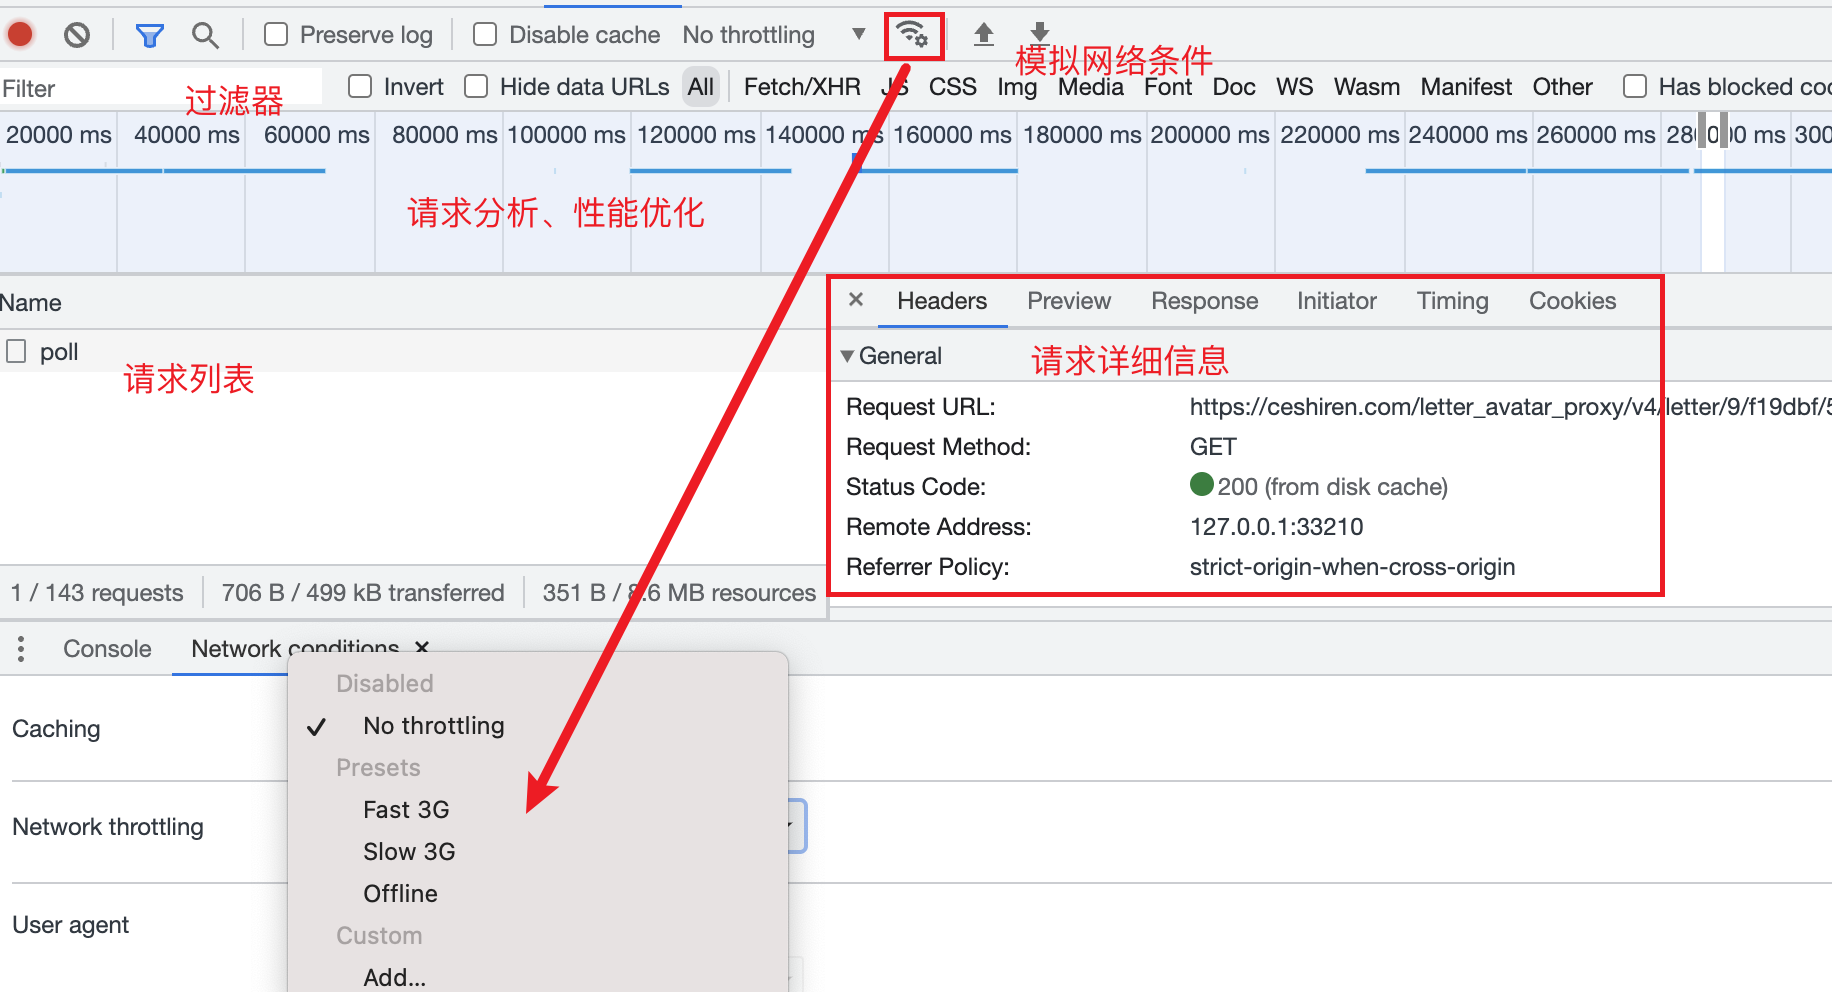 Preserve log Disable cache No throttling
模拟网络条件
Filter 过滤器 Invert Hide data URLs All Fetch/XHR JS CSS Img Media Font Doc WS Wasm Manifest Other Has blocked coo
20000 ms 40000 ms 60000 ms 80000 ms 100000 ms 120000 ms 140000 ms 160000 ms 180000 ms 200000 ms 220000 ms 240000 ms 260000 ms 280000 ms 300
请求分析、性能优化
Name
poll
请求列表
× Headers Preview Response Initiator Timing Cookies
General 请求详细信息
Request URL: https://ceshiren.com/letter_avatar_proxy/v4/letter/9/f19dbf/5
Request Method: GET
Status Code: 200 (from disk cache)
Remote Address: 127.0.0.1:33210
Referrer Policy: strict-origin-when-cross-origin
1 / 143 requests 706 B / 499 kB transferred 351 B / 8.6 MB resources
Console Network conditions ×
Caching
Network throttling
User agent
Disabled
✓ No throttling
Presets
Fast 3G
Slow 3G
Offline
Custom
Add...